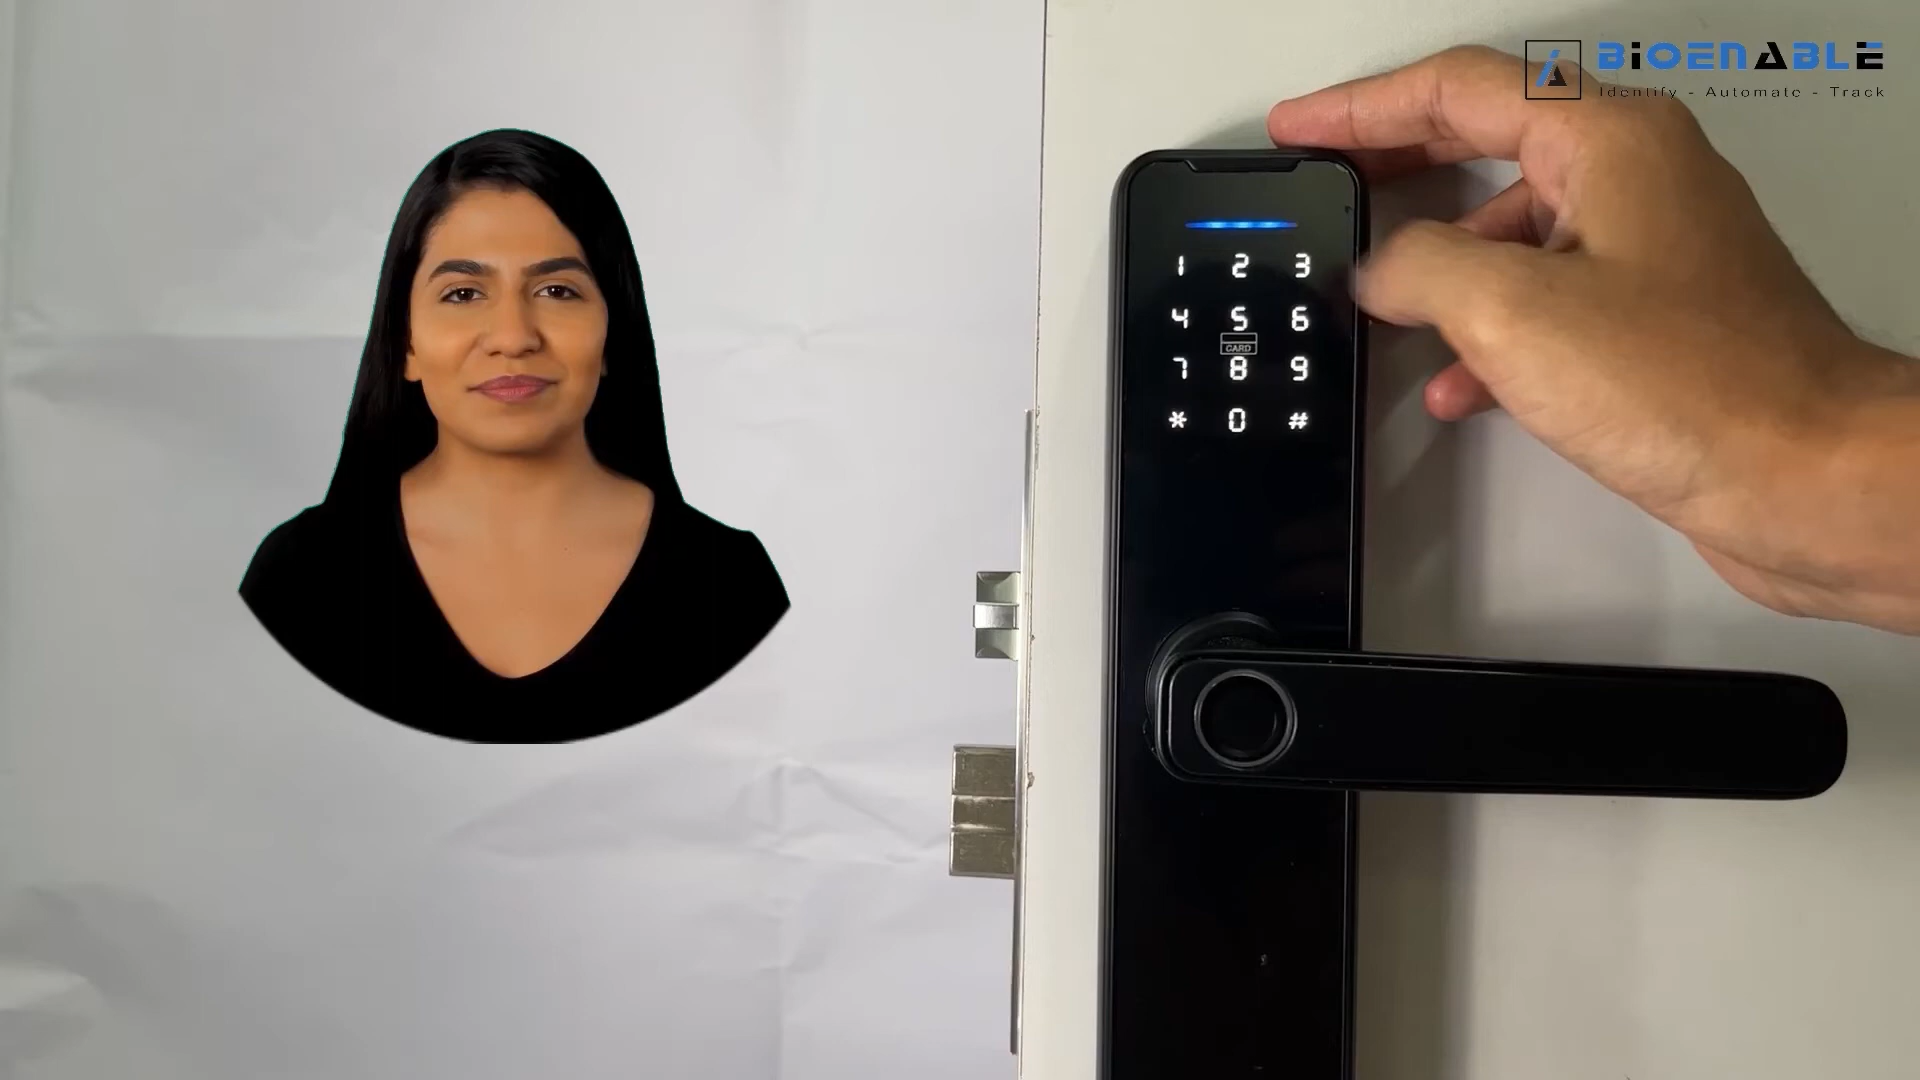 BiOENABLE
Identify - Automate - Track
1 2 3
4 5 6
CARD
7 8 9
* 0 #